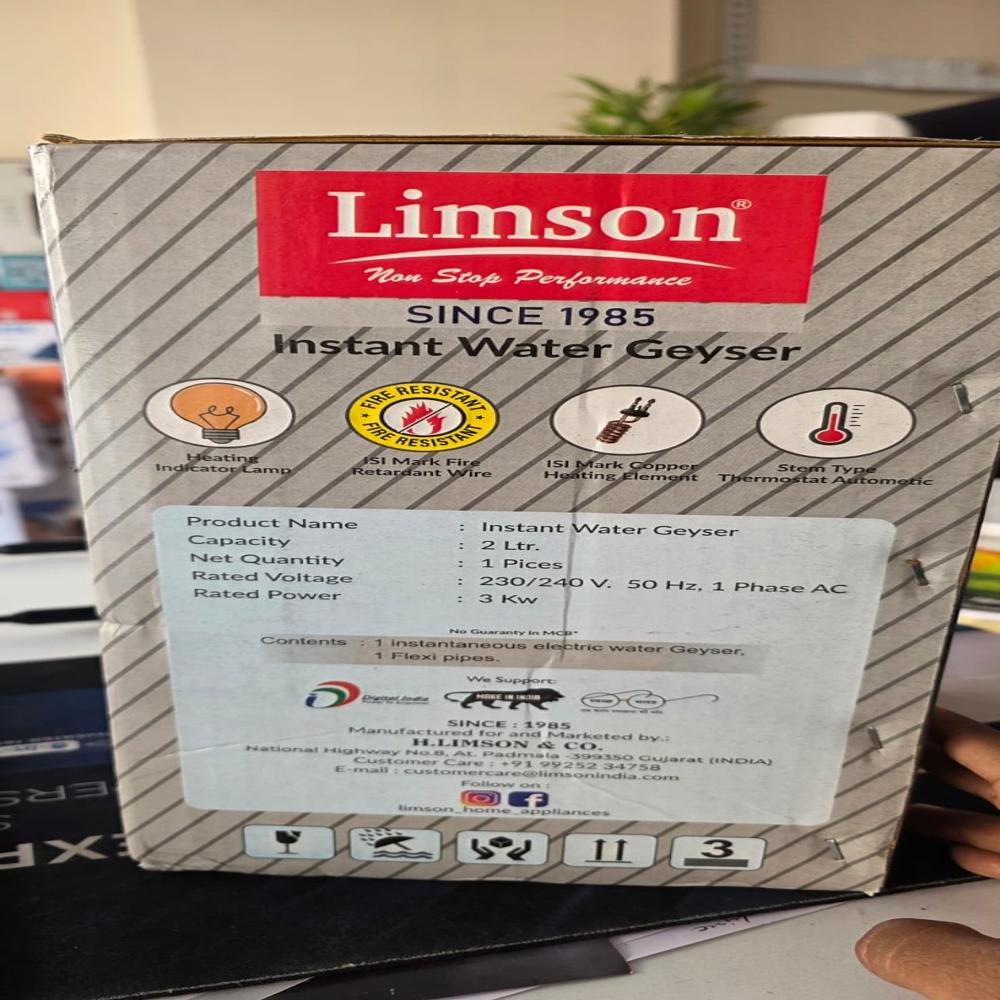 Limson®
Non Stop Performance
SINCE 1985
Instant Water Geyser
FIRE RESISTANT
FIRE RESISTANT
Heating
Indicator Lamp
ISI Mark Fire
Retardant Wire
ISI Mark Copper
Heating Element
Stem Type
Thermostat Autometic
Product Name : Instant Water Geyser
Capacity : 2 Ltr.
Net Quantity : 1 Pices
Rated Voltage : 230/240 V. 50 Hz, 1 Phase AC
Rated Power : 3 Kw
No Guaranty in MCB*
Contents : 1 instantaneous electric water Geyser,
1 Flexi pipes.
We Support:
Digital India
MAKE IN INDIA
SINCE : 1985
Manufactured for and Marketed by.:
H.LIMSON & CO.
National Highway No.8, At. Padmala -399350 Gujarat (INDIA)
Customer Care : +91 99252 34758
E-mail : customercare@limsonindia.com
Follow on :
limson_home_appliances
3